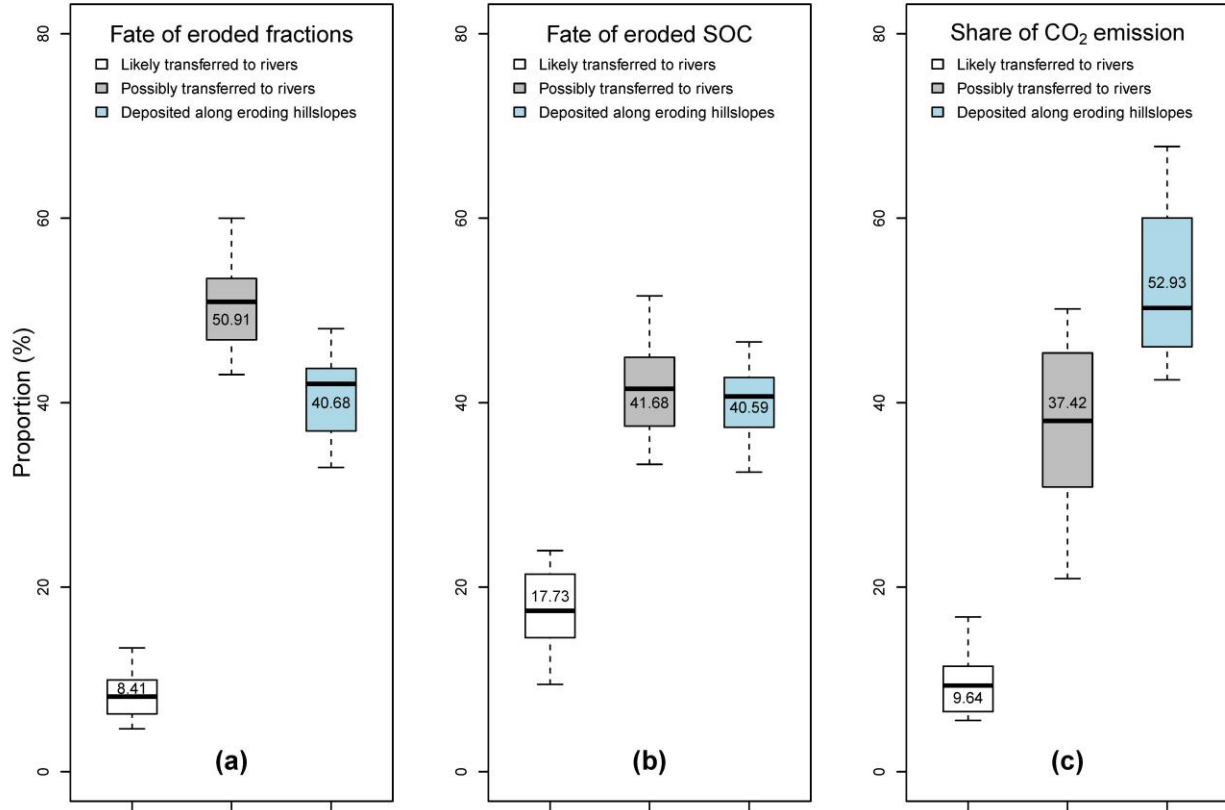 Proportion (%)
80
60
40
20
0
Fate of eroded fractions
Likely transferred to rivers
Possibly transferred to rivers
Deposited along eroding hillslopes
50.91
40.68
8.41
(a)
80
60
40
20
0
Fate of eroded SOC
Likely transferred to rivers
Possibly transferred to rivers
Deposited along eroding hillslopes
41.68
40.59
17.73
(b)
80
60
40
20
0
Share of CO₂ emission
Likely transferred to rivers
Possibly transferred to rivers
Deposited along eroding hillslopes
52.93
37.42
9.64
(c)